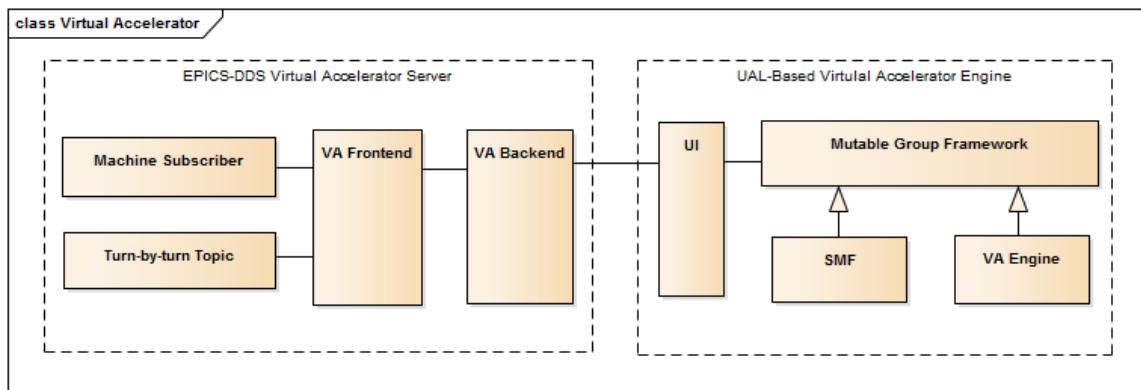 class Virtual Accelerator
EPICS-DDS Virtual Accelerator Server
UAL-Based Virtulal Accelerator Engine
Machine Subscriber
VA Frontend
VA Backend
UI
Mutable Group Framework
Turn-by-turn Topic
SMF
VA Engine